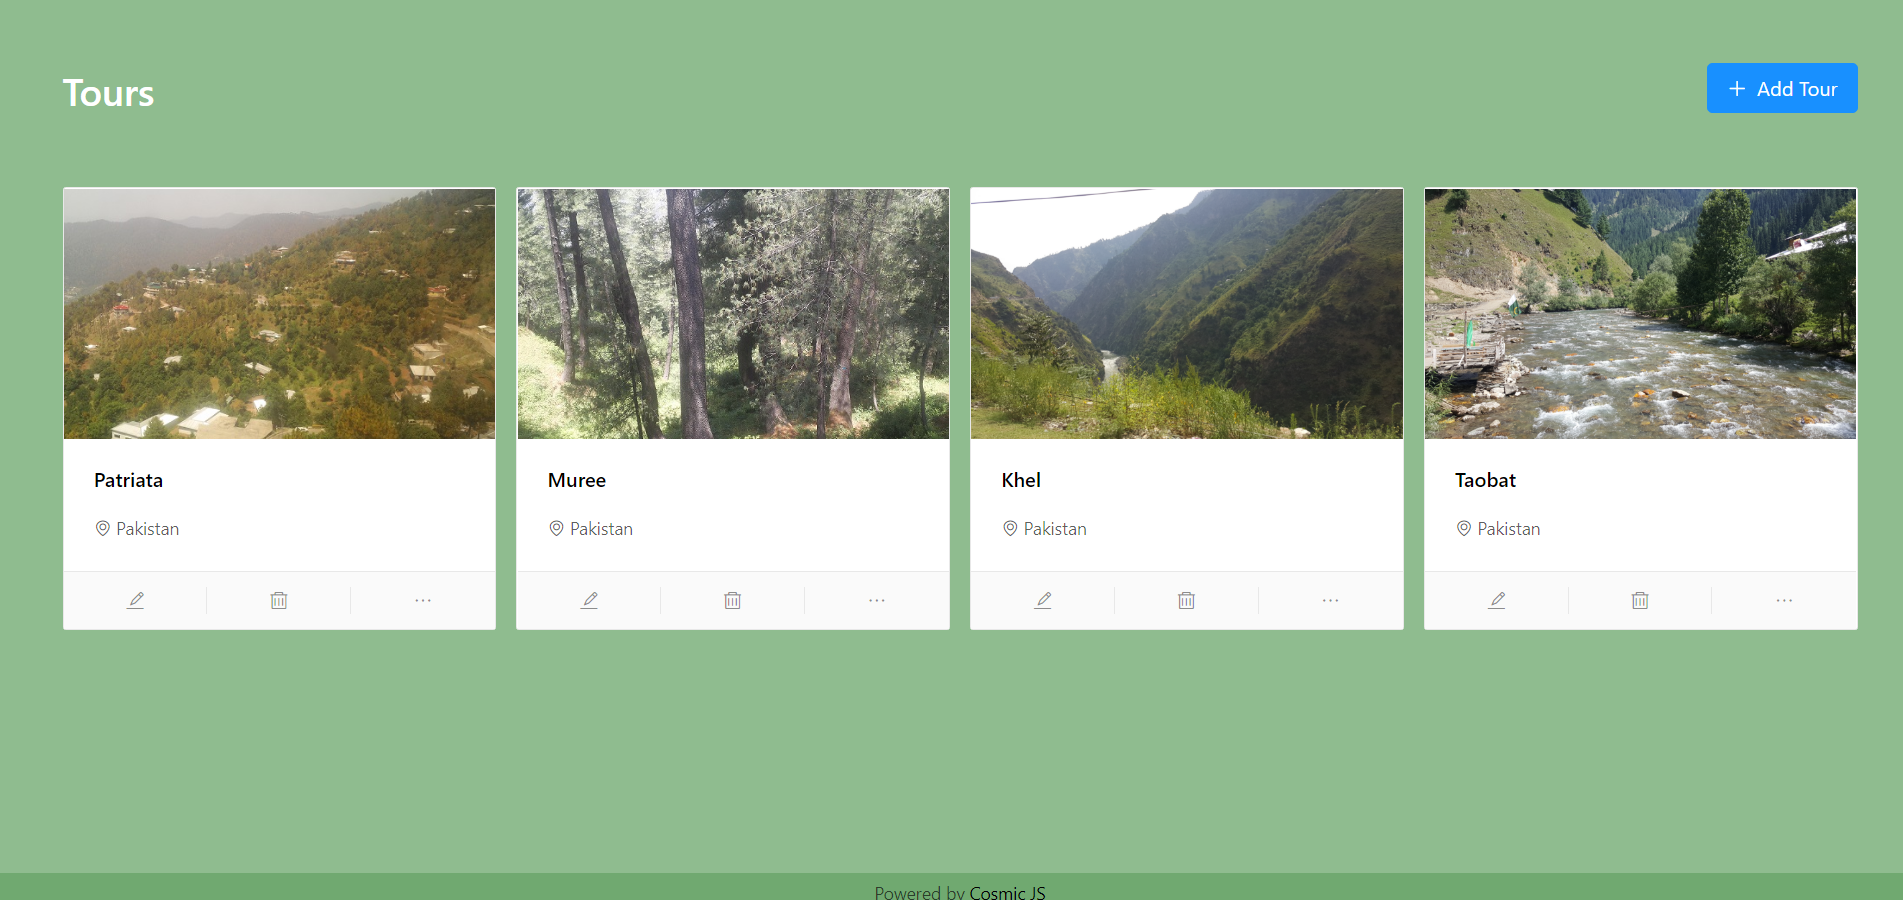 Tours
+ Add Tour
Patriata
Pakistan
Muree
Pakistan
Khel
Pakistan
Taobat
Pakistan
Powered by Cosmic JS